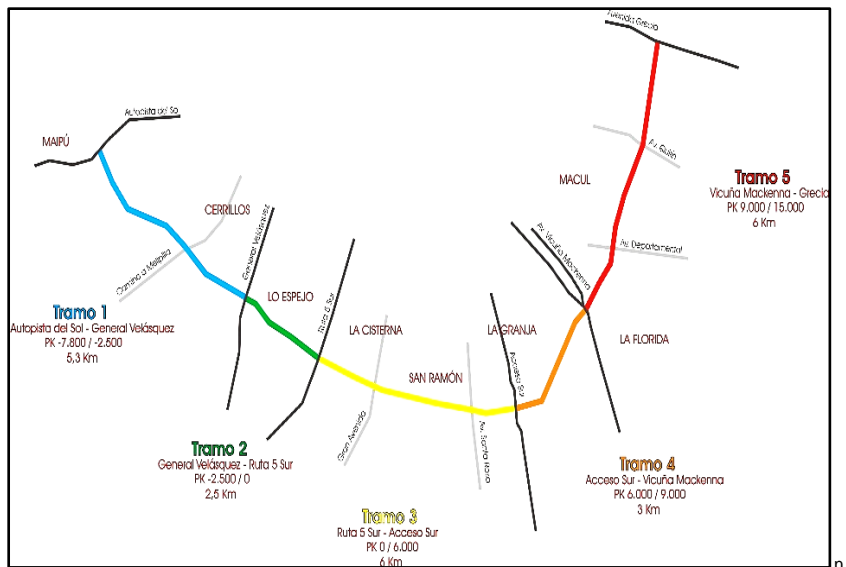 Avenida Grecia
Autopista del So
MAIPÚ
Av. Quilín
MACUL
Tramo 5
Vicuña Mackenna - Grecia
PK 9.000 / 15.000
6 Km
CERRILLOS
General Velásquez
Av. Vicuña Mackenna
Av. Departamental
Camino a Melipilla
LO ESPEJO
Ruta 5 Sur
Tramo 1
Autopista del Sol - General Velásquez
PK -7.800 / -2.500
5,3 Km
LA CISTERNA
LA GRANJA
LA FLORIDA
Acceso Sur
SAN RAMÓN
Gran Avenida
Av. Santa Rosa
Tramo 2
General Velásquez - Ruta 5 Sur
PK -2.500 / 0
2,5 Km
Tramo 4
Acceso Sur - Vicuña Mackenna
PK 6.000 / 9.000
3 Km
Tramo 3
Ruta 5 Sur - Acceso Sur
PK 0 / 6.000
6 Km
n